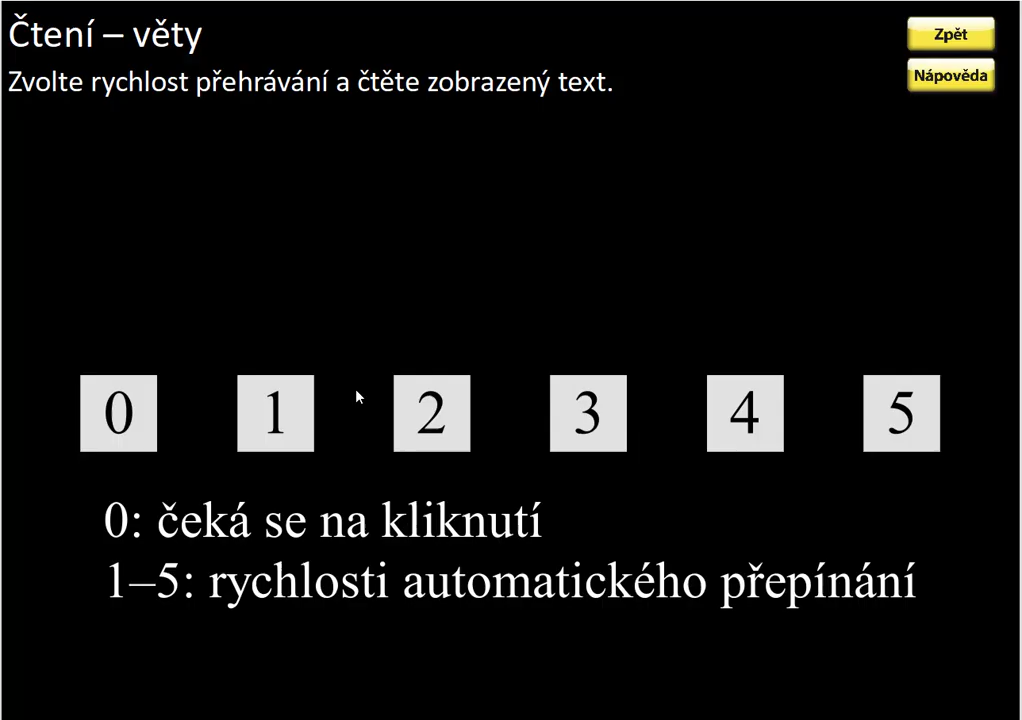 Čtení – věty
Zpět
Zvolte rychlost přehrávání a čtěte zobrazený text.
Nápověda
0 1 2 3 4 5
0: čeká se na kliknutí
1–5: rychlosti automatického přepínání